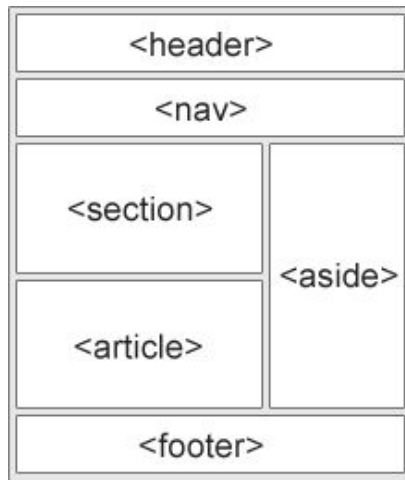 <header>
<nav>
<section>
<aside>
<article>
<footer>